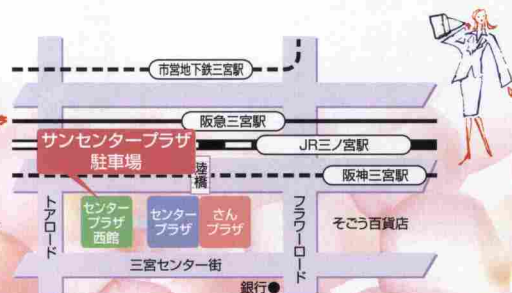 市営地下鉄三宮駅
阪急三宮駅
サンセンタープラザ
駐車場
JR三ノ宮駅
陸橋
阪神三宮駅
トアロード
センター
プラザ
西館
センター
プラザ
さん
プラザ
フラワーロード
そごう百貨店
三宮センター街
銀行●